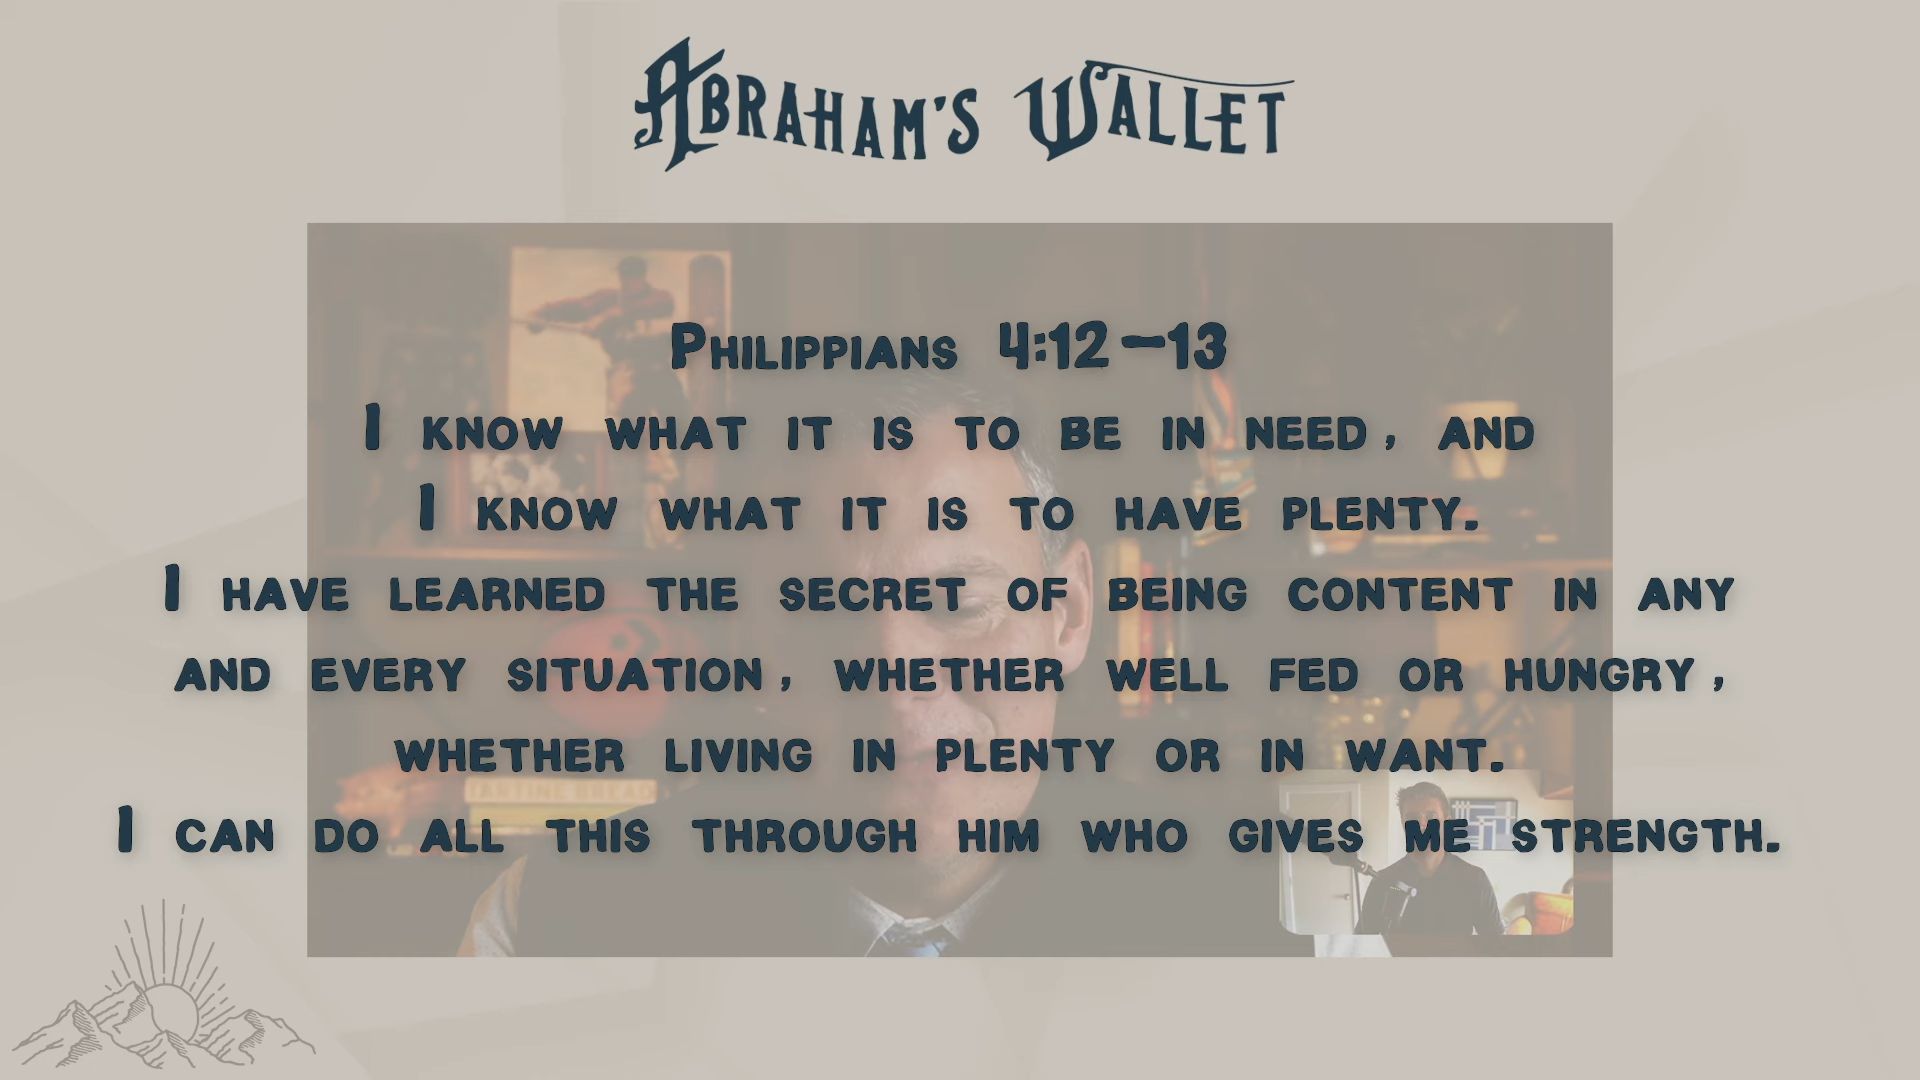 Abraham's Wallet
Philippians 4:12–13
I know what it is to be in need, and
I know what it is to have plenty.
I have learned the secret of being content in any
and every situation, whether well fed or hungry,
whether living in plenty or in want.
TARTINE BREAD
I can do all this through him who gives me strength.